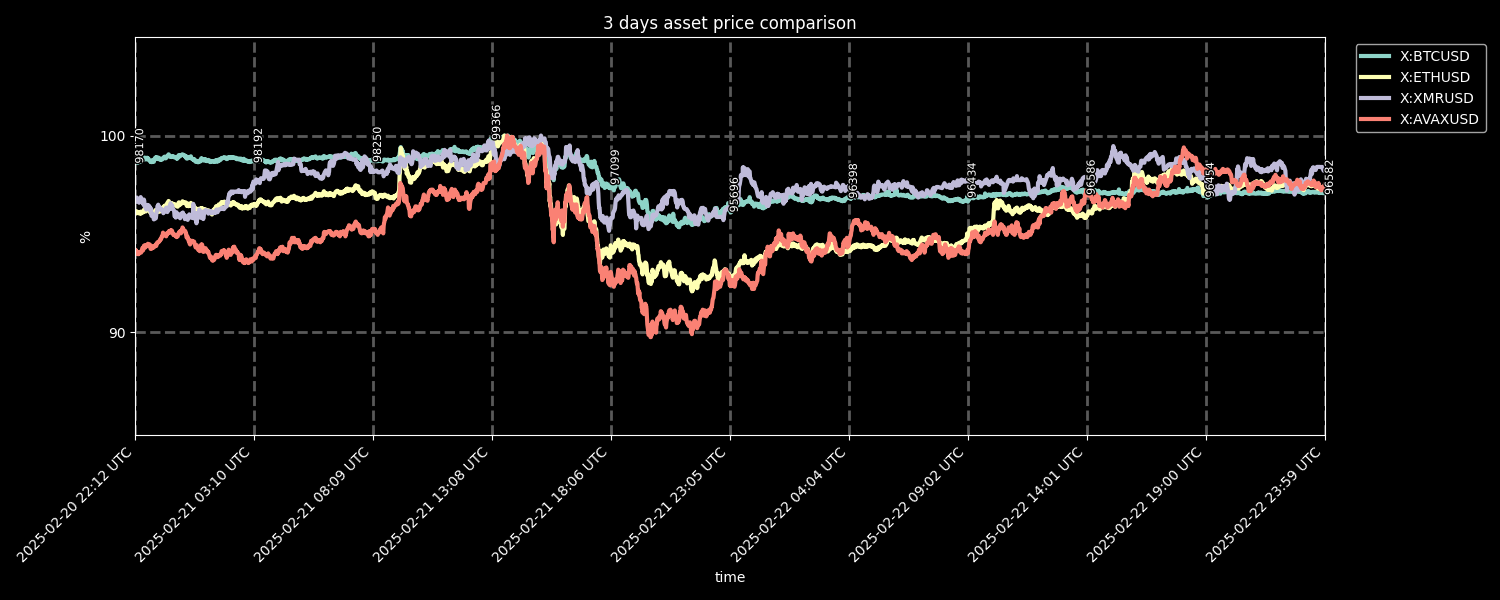 3 days asset price comparison
X:BTCUSD
X:ETHUSD
X:XMRUSD
X:AVAXUSD
100
90
%
98170
98192
98250
99366
97099
95696
96398
96434
96586
96454
96582
2025-02-20 22:12 UTC
2025-02-21 03:10 UTC
2025-02-21 08:09 UTC
2025-02-21 13:08 UTC
2025-02-21 18:06 UTC
2025-02-21 23:05 UTC
2025-02-22 04:04 UTC
2025-02-22 09:02 UTC
2025-02-22 14:01 UTC
2025-02-22 19:00 UTC
2025-02-22 23:59 UTC
time